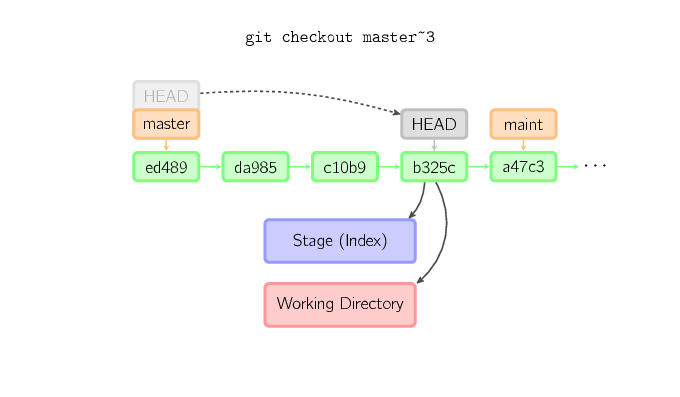 git checkout master~3
HEAD
master
HEAD
maint
ed489
da985
c10b9
b325c
a47c3
...
Stage (Index)
Working Directory